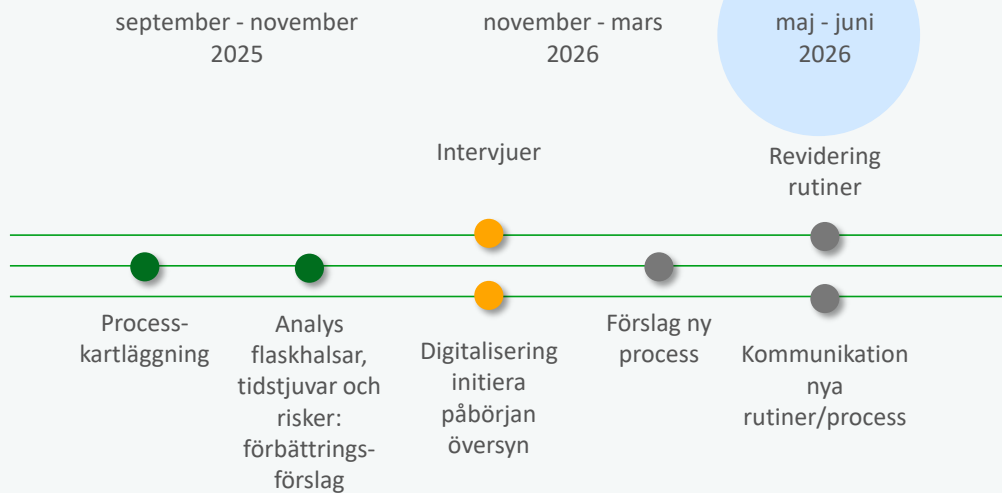 september - november
2025
november - mars
2026
maj - juni
2026
Intervjuer
Revidering
rutiner
Process-
kartläggning
Analys
flaskhalsar,
tidstjuvar och
risker:
förbättrings-
förslag
Digitalisering
initiera
påbörjan
översyn
Förslag ny
process
Kommunikation
nya
rutiner/process